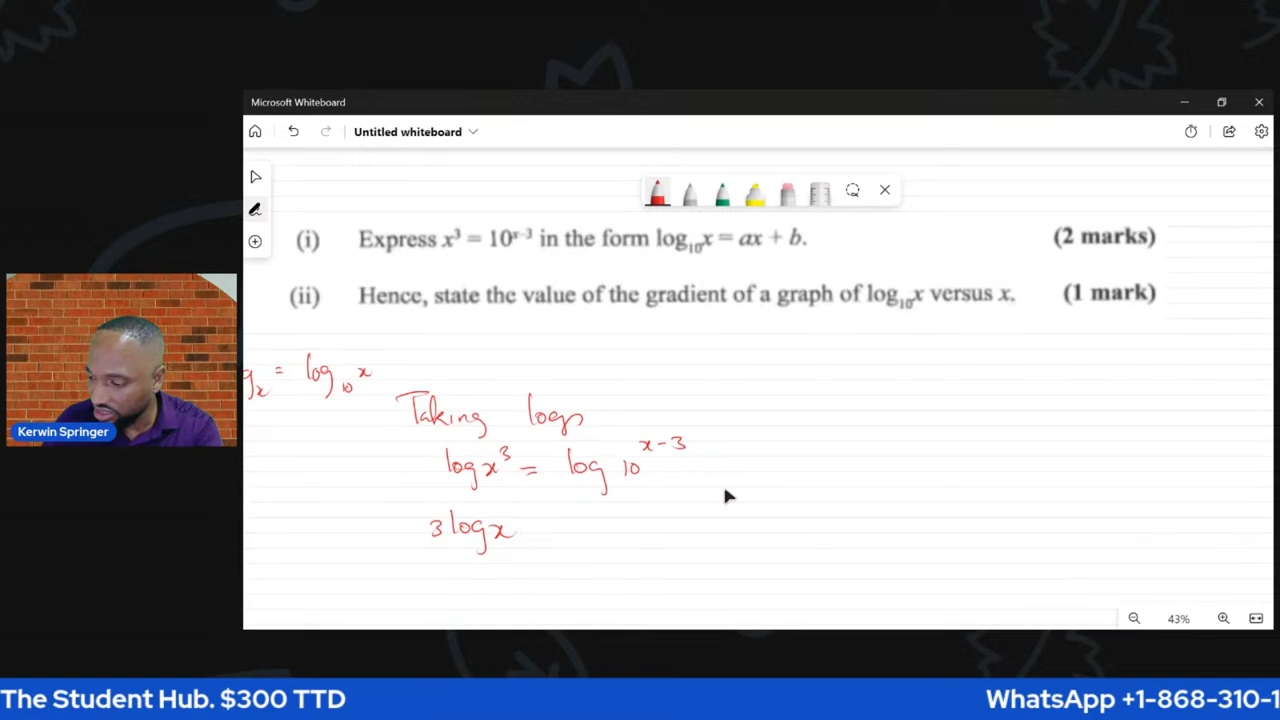 Microsoft Whiteboard
Untitled whiteboard
(i) Express x³ = 10ˣ⁻³ in the form log₁₀x = ax + b. (2 marks)
(ii) Hence, state the value of the gradient of a graph of log₁₀x versus x. (1 mark)
gₓ = log₁₀ x
Taking logs
log x³ = log 10ˣ⁻³
3 log x
Kerwin Springer
43%
The Student Hub. $300 TTD
WhatsApp +1-868-310-1